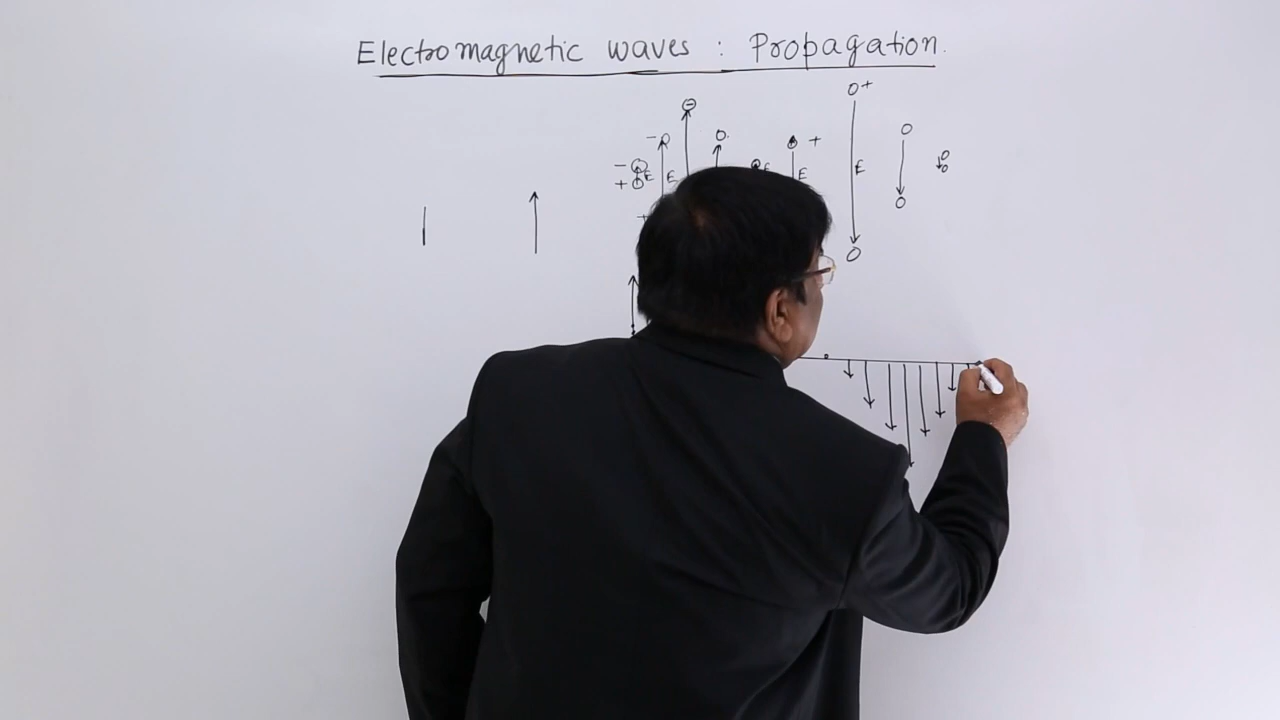 Electromagnetic waves : Propagation.
- +
- E E E E E
+
+